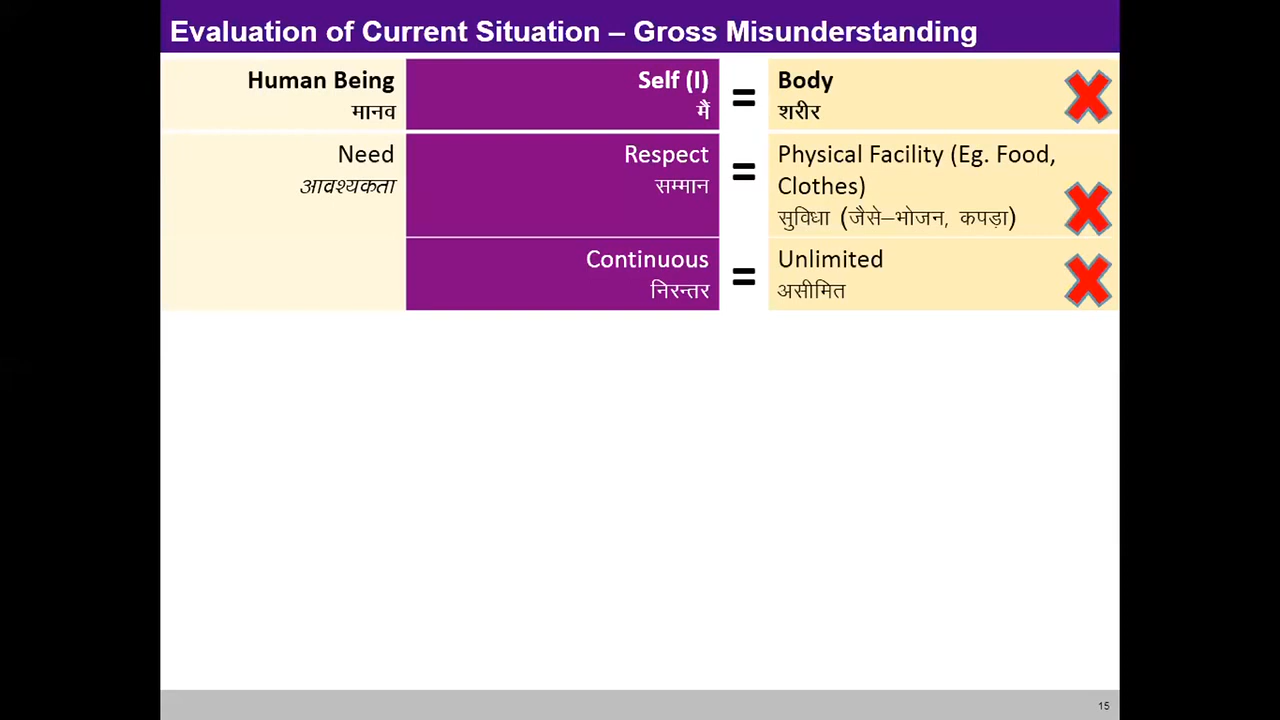 Evaluation of Current Situation – Gross Misunderstanding
Human Being
मानव
Self (I)
मैं
=
Body
शरीर
Need
आवश्यकता
Respect
सम्मान
=
Physical Facility (Eg. Food,
Clothes)
सुविधा (जैसे–भोजन, कपड़ा)
Continuous
निरन्तर
=
Unlimited
असीमित
15